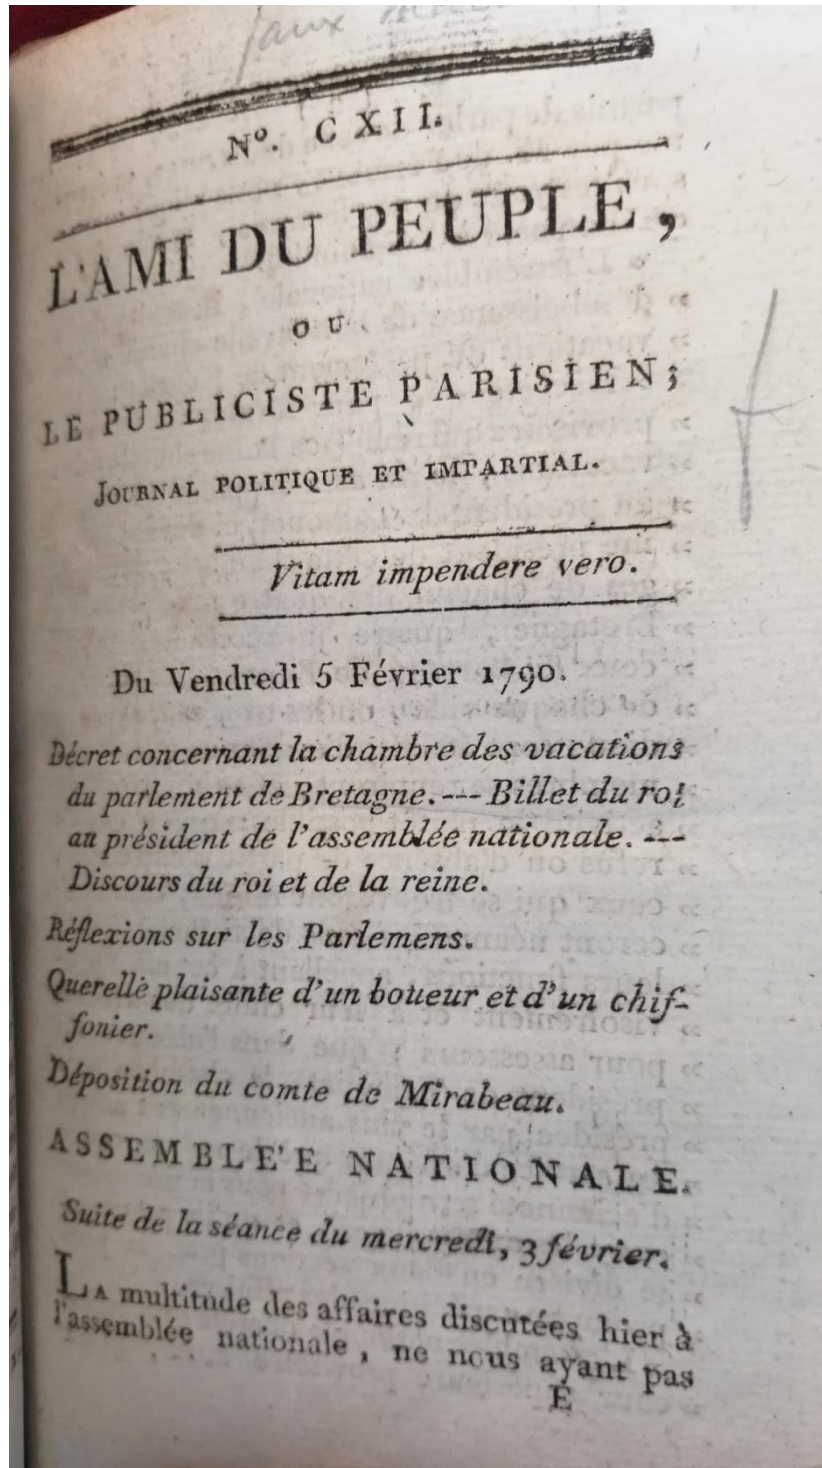 faux
Nº. CXII.
L'AMI DU PEUPLE,
OU
LE PUBLICISTE PARISIEN;
JOURNAL POLITIQUE ET IMPARTIAL.
Vitam impendere vero.
Du Vendredi 5 Février 1790.
Décret concernant la chambre des vacations
du parlement de Bretagne. --- Billet du roi
au président de l'assemblée nationale. ---
Discours du roi et de la reine.
Réflexions sur les Parlemens.
Querelle plaisante d'un boueur et d'un chif-
fonier.
Déposition du comte de Mirabeau.
ASSEMBLE'E NATIONALE.
Suite de la séance du mercredi, 3 février.
LA multitude des affaires discutées hier à
l'assemblée nationale, ne nous ayant pas
E